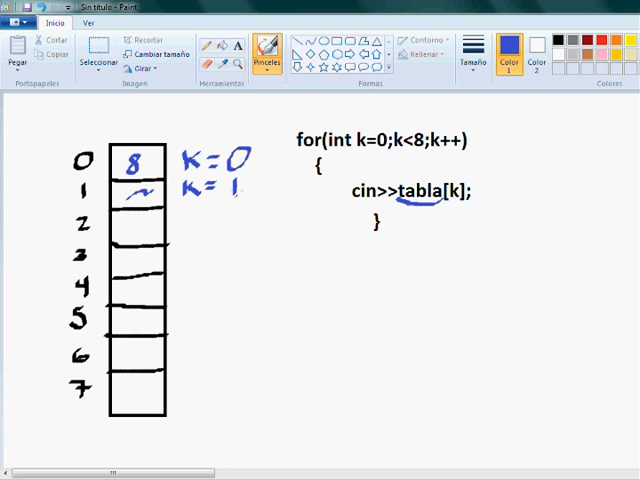 Sin título - Paint
Inicio Ver
Pegar
Cortar
Copiar
Portapapeles
Seleccionar
Recortar
Cambiar tamaño
Girar
Imagen
A
Herramientas
Pinceles
Contorno
Rellenar
Formas
Tamaño
Color 1
Color 2
Colores
0 8 K=0
1 K=1
2
3
4
5
6
7
for(int k=0;k<8;k++)
{
cin>>tabla[k];
}